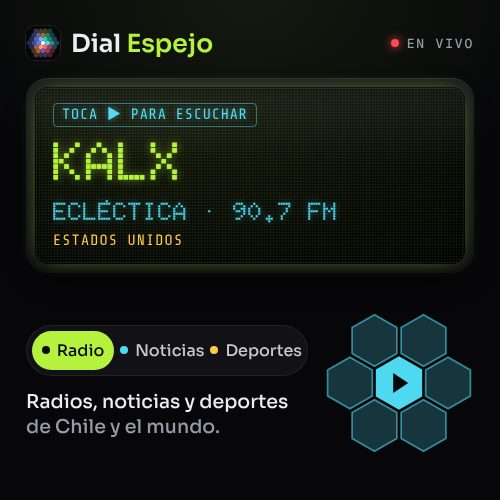 Dial Espejo
EN VIVO
TOCA ▶ PARA ESCUCHAR
KALX
ECLÉCTICA · 90.7 FM
ESTADOS UNIDOS
Radio Noticias Deportes
Radios, noticias y deportes
de Chile y el mundo.